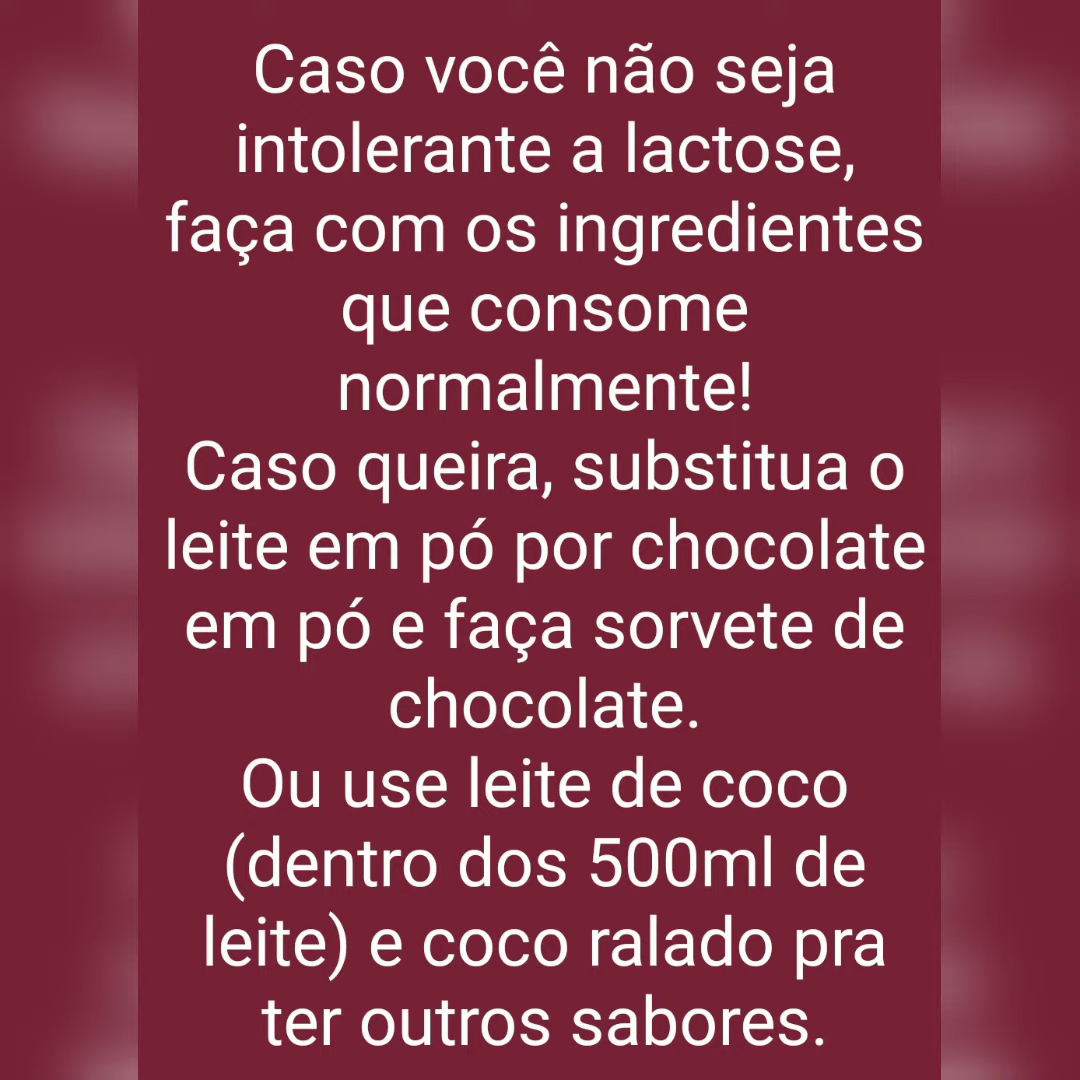 Caso você não seja
intolerante a lactose,
faça com os ingredientes
que consome
normalmente!
Caso queira, substitua o
leite em pó por chocolate
em pó e faça sorvete de
chocolate.
Ou use leite de coco
(dentro dos 500ml de
leite) e coco ralado pra
ter outros sabores.